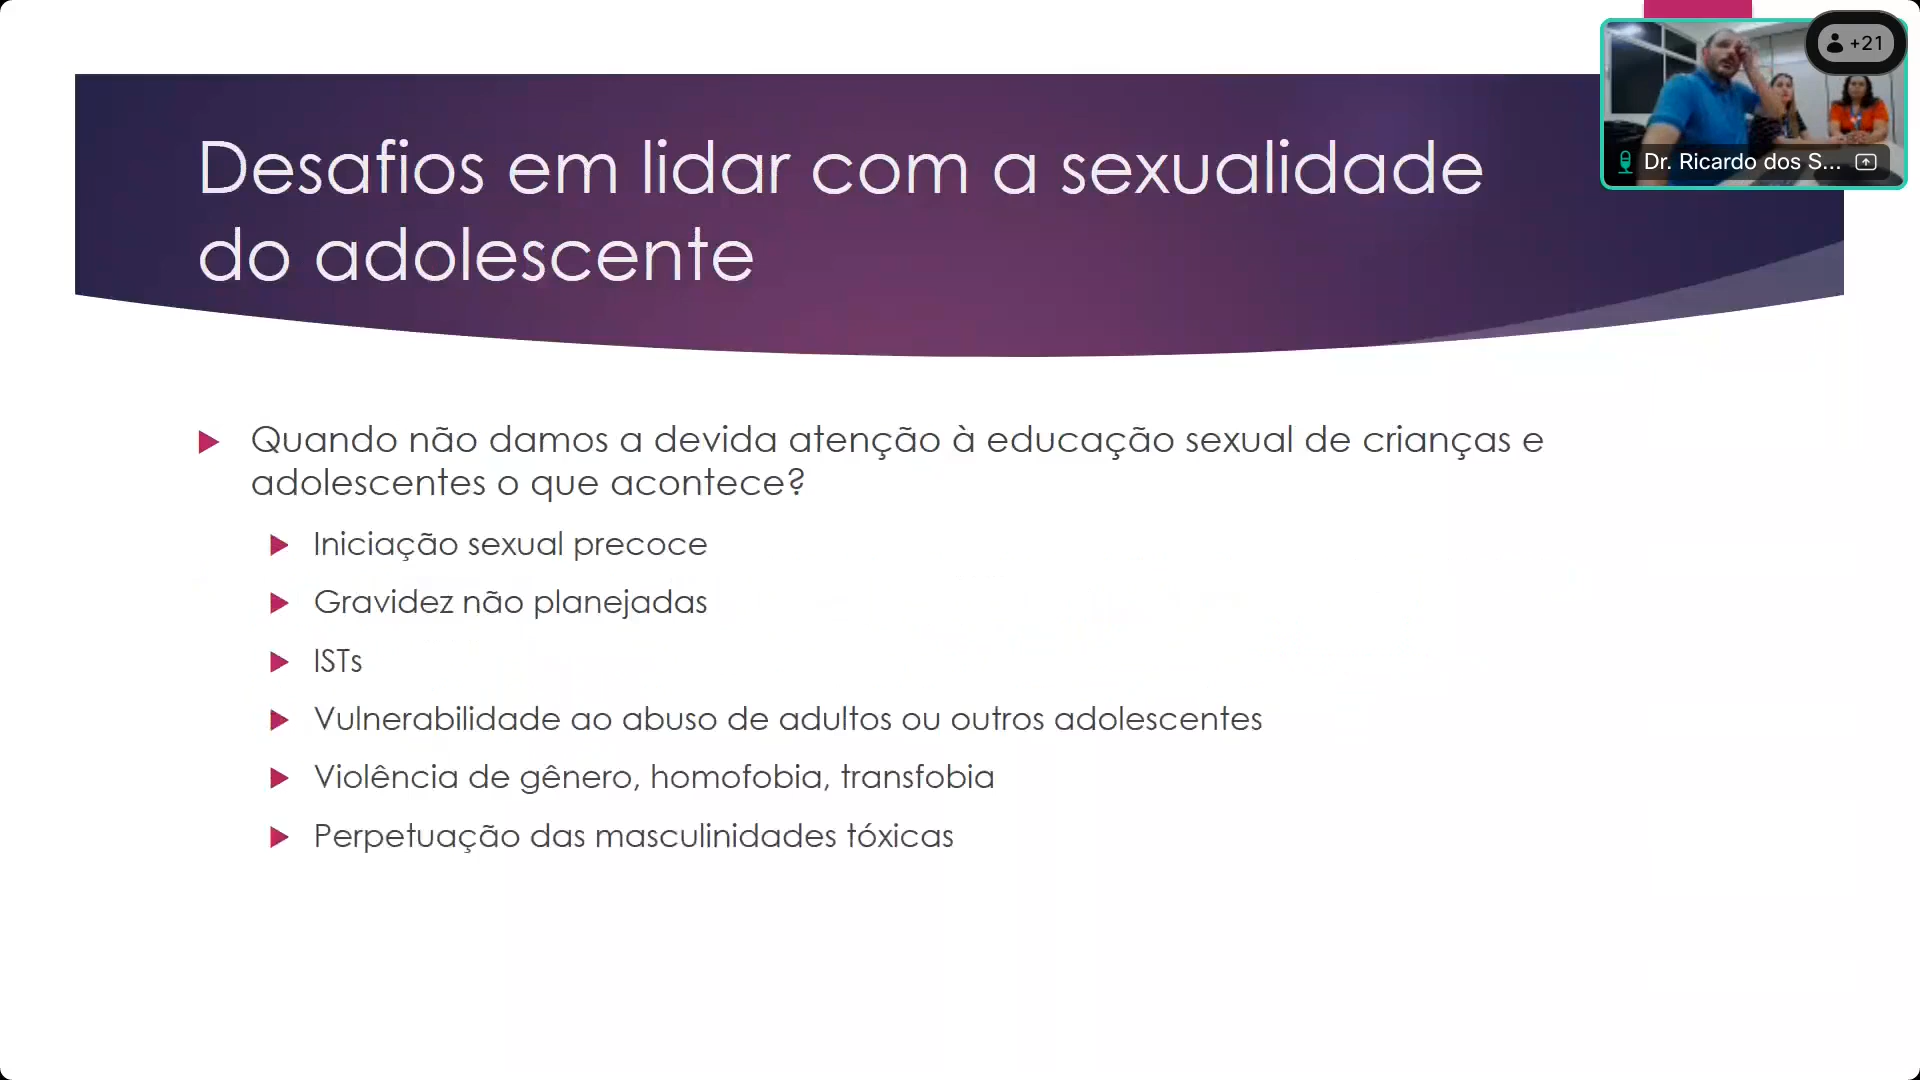 +21
Dr. Ricardo dos S...
Desafios em lidar com a sexualidade
do adolescente
Quando não damos a devida atenção à educação sexual de crianças e
adolescentes o que acontece?
Iniciação sexual precoce
Gravidez não planejadas
ISTs
Vulnerabilidade ao abuso de adultos ou outros adolescentes
Violência de gênero, homofobia, transfobia
Perpetuação das masculinidades tóxicas